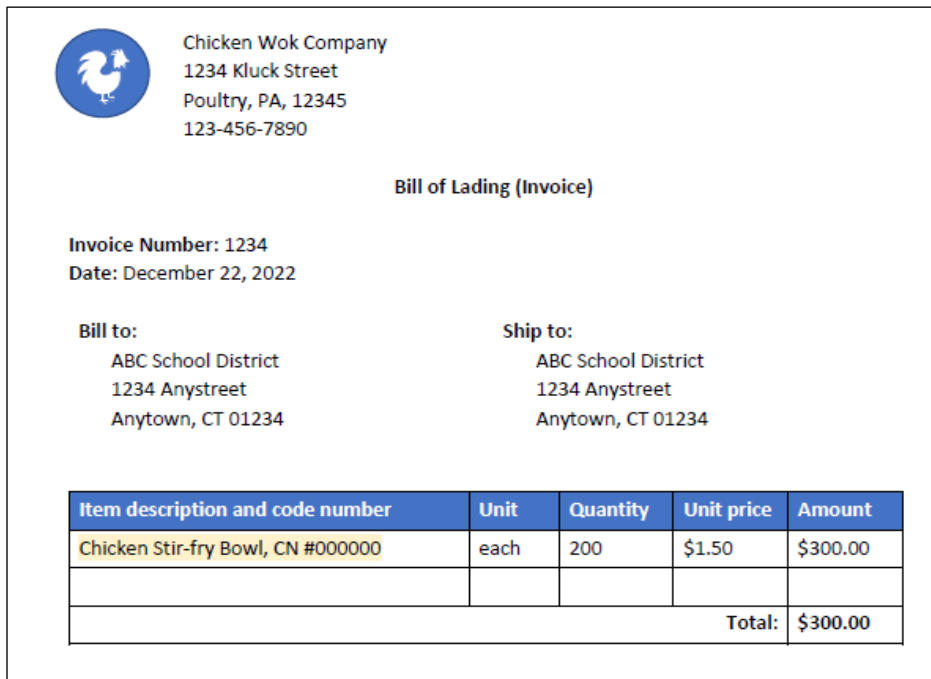 Chicken Wok Company
1234 Kluck Street
Poultry, PA, 12345
123-456-7890
Bill of Lading (Invoice)
Invoice Number: 1234
Date: December 22, 2022
Bill to:
ABC School District
1234 Anystreet
Anytown, CT 01234
Ship to:
ABC School District
1234 Anystreet
Anytown, CT 01234
Item description and code number Unit Quantity Unit price Amount
Chicken Stir-fry Bowl, CN #000000 each 200 $1.50 $300.00
Total: $300.00